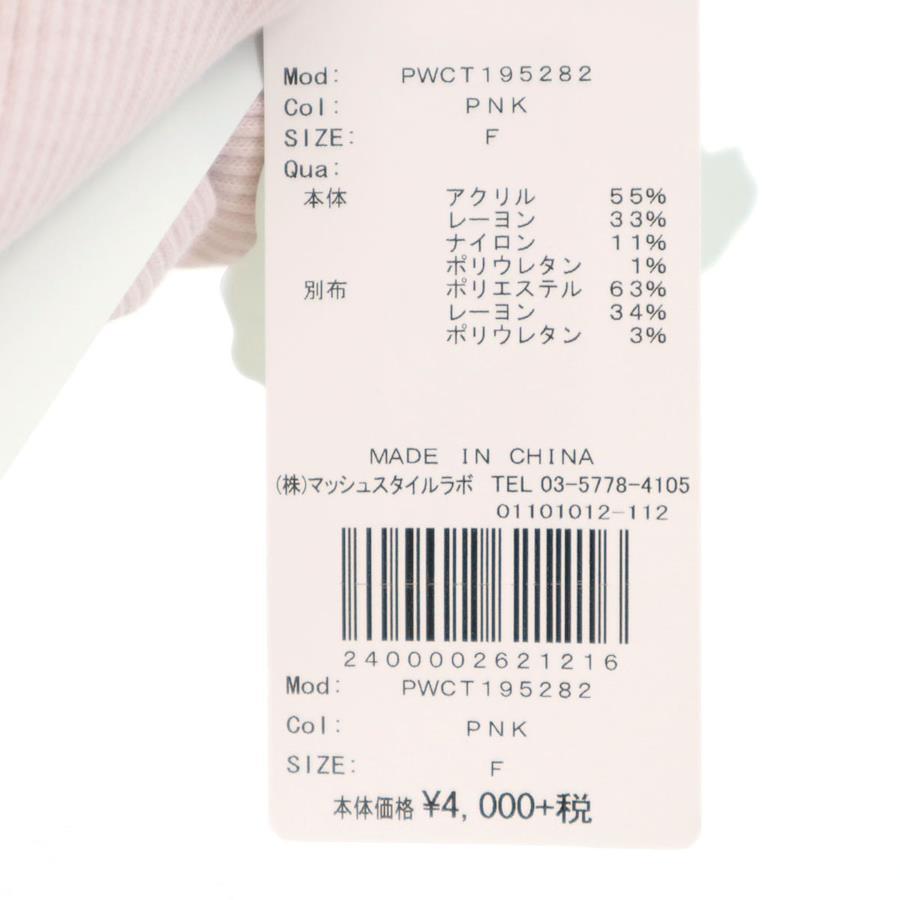 Mod: PWCT195282
Col: PNK
SIZE: F
Qua:
本体 アクリル 55%
レーヨン 33%
ナイロン 11%
ポリウレタン 1%
別布 ポリエステル 63%
レーヨン 34%
ポリウレタン 3%
MADE IN CHINA
(株)マッシュスタイルラボ TEL 03-5778-4105
01101012-112
2400002621216
Mod: PWCT195282
Col: PNK
SIZE: F
本体価格 ¥4,000+税